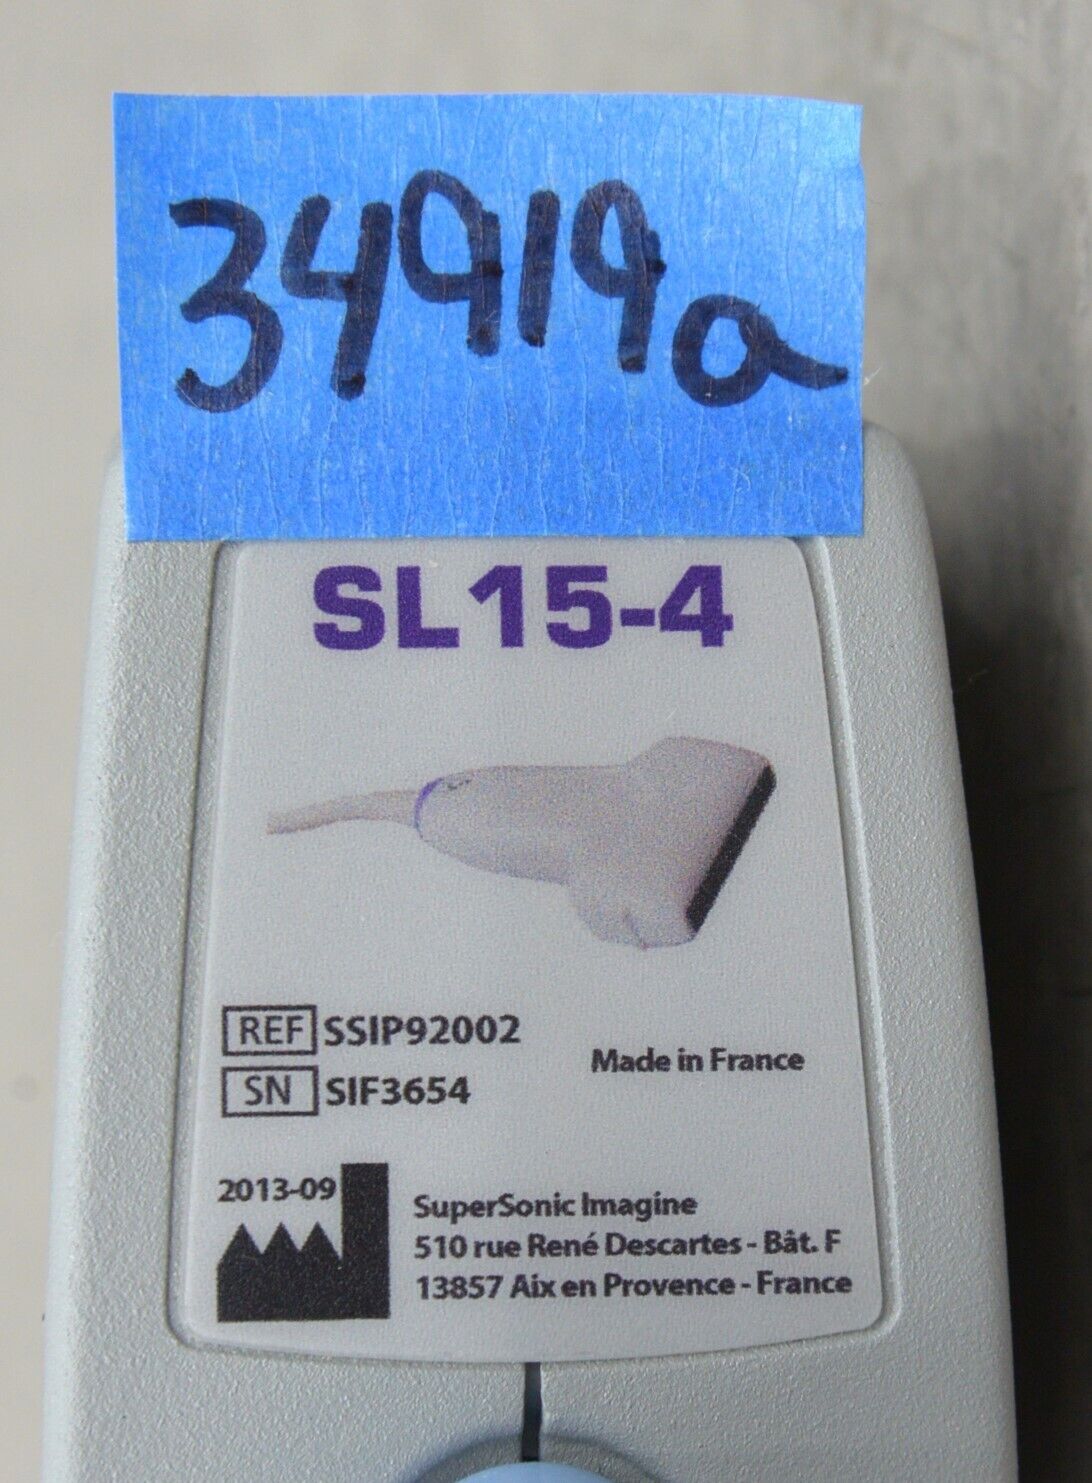 34919a
SL15-4
REF SSIP92002
SN SIF3654
Made in France
2013-09
SuperSonic Imagine
510 rue René Descartes - Bât. F
13857 Aix en Provence - France